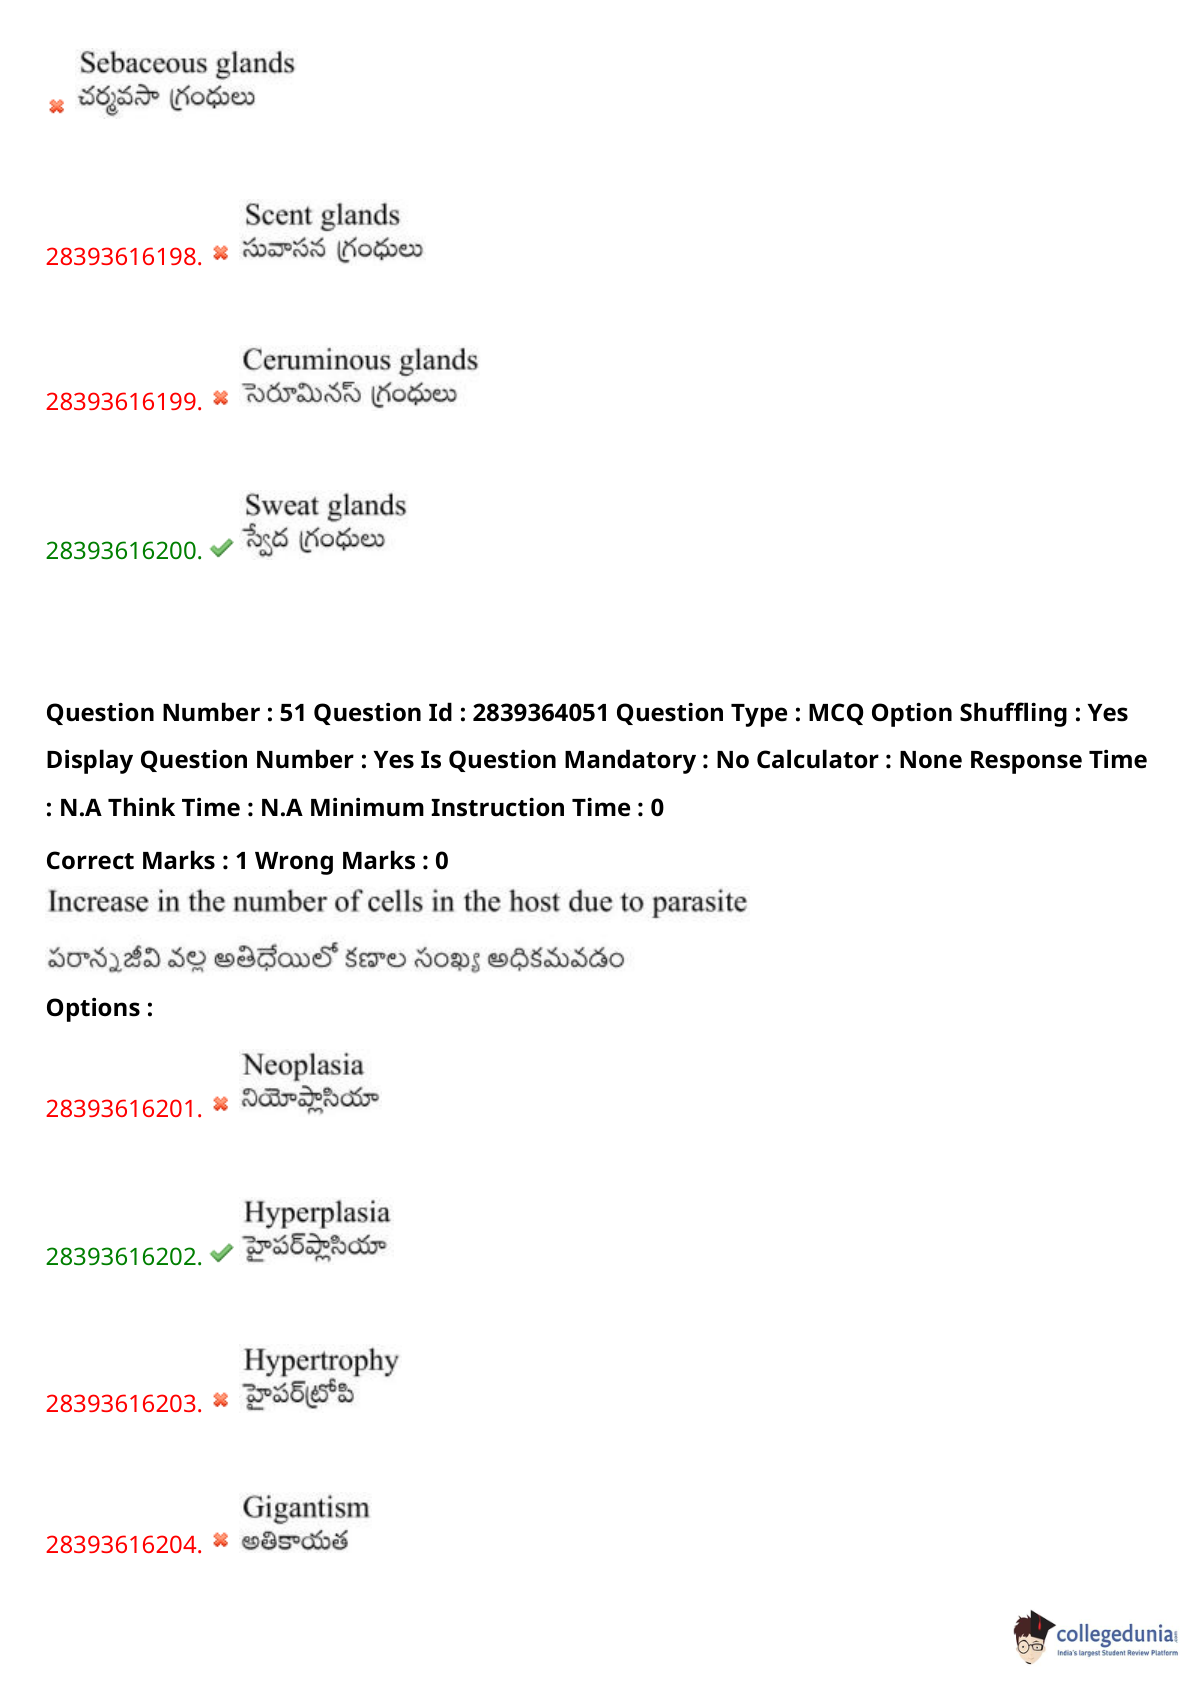 Sebaceous glands
చర్మవసా గ్రంధులు
Scent glands
28393616198. సువాసన గ్రంధులు
Ceruminous glands
28393616199. సెరూమినస్ గ్రంధులు
Sweat glands
28393616200. స్వేద గ్రంధులు
Question Number : 51 Question Id : 2839364051 Question Type : MCQ Option Shuffling : Yes
Display Question Number : Yes Is Question Mandatory : No Calculator : None Response Time
: N.A Think Time : N.A Minimum Instruction Time : 0
Correct Marks : 1 Wrong Marks : 0
Increase in the number of cells in the host due to parasite
పరాన్నజీవి వల్ల అతిధేయిలో కణాల సంఖ్య అధికమవడం
Options :
Neoplasia
28393616201. నియోప్లాసియా
Hyperplasia
28393616202. హైపర్‌ప్లాసియా
Hypertrophy
28393616203. హైపర్‌ట్రోపి
Gigantism
28393616204. అతికాయత
collegedunia
India's largest Student Review Platform